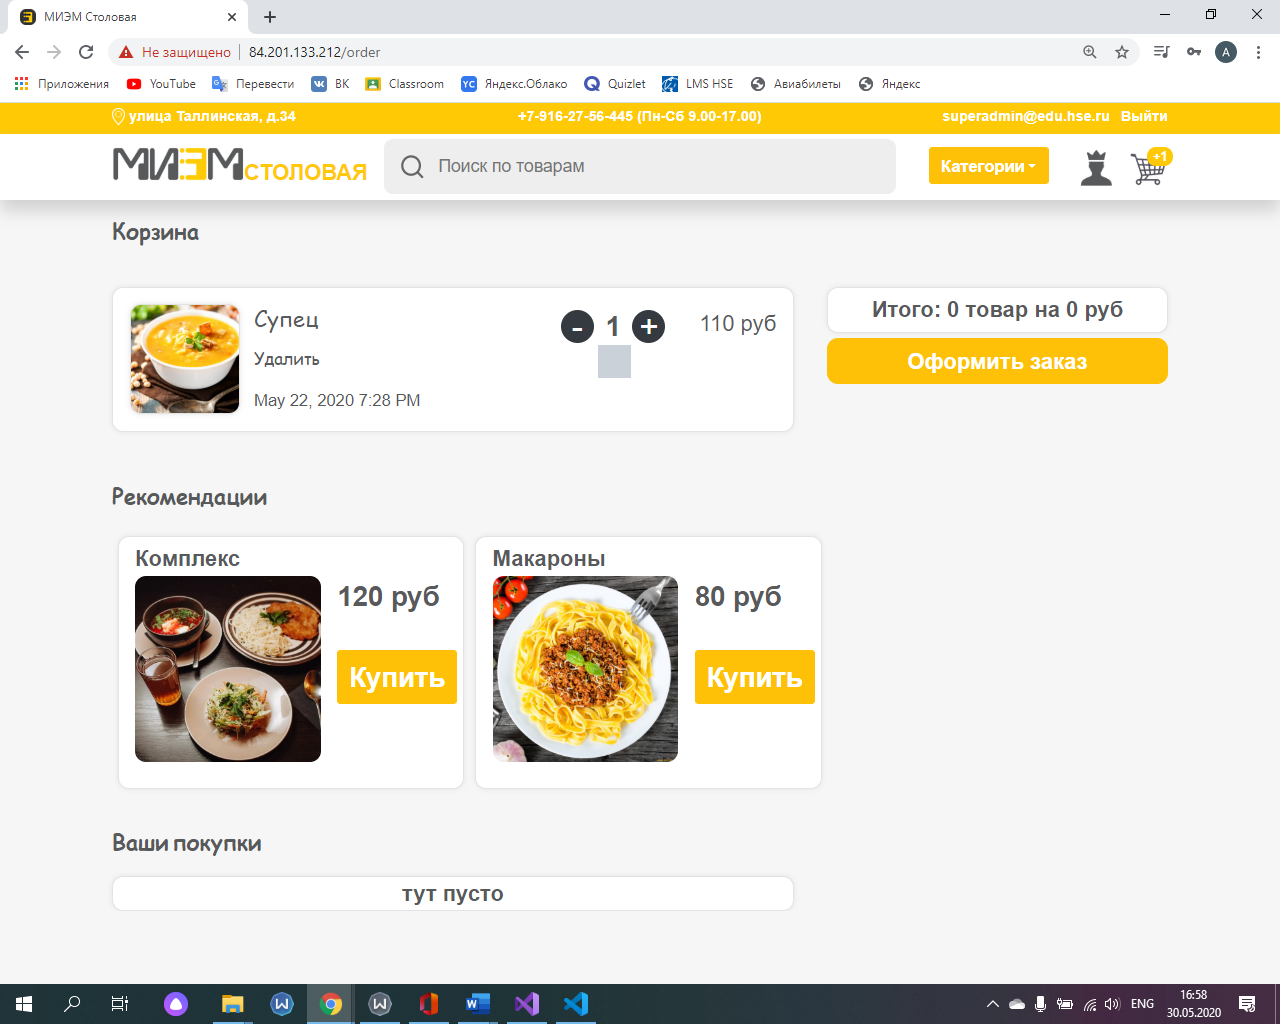 МИЭМ Столовая
Не защищено 84.201.133.212/order
A
Приложения YouTube Перевести ВК Classroom Яндекс.Облако Quizlet LMS HSE Авиабилеты Яндекс
улица Таллинская, д.34 +7-916-27-56-445 (Пн-Сб 9.00-17.00) superadmin@edu.hse.ru Выйти
МИЭМ СТОЛОВАЯ Поиск по товарам Категории +1
Корзина
Супец - 1 + 110 руб
Удалить
May 22, 2020 7:28 PM
Итого: 0 товар на 0 руб
Оформить заказ
Рекомендации
Комплекс
120 руб
Купить
Макароны
80 руб
Купить
Ваши покупки
тут пусто
ENG 16:58
30.05.2020